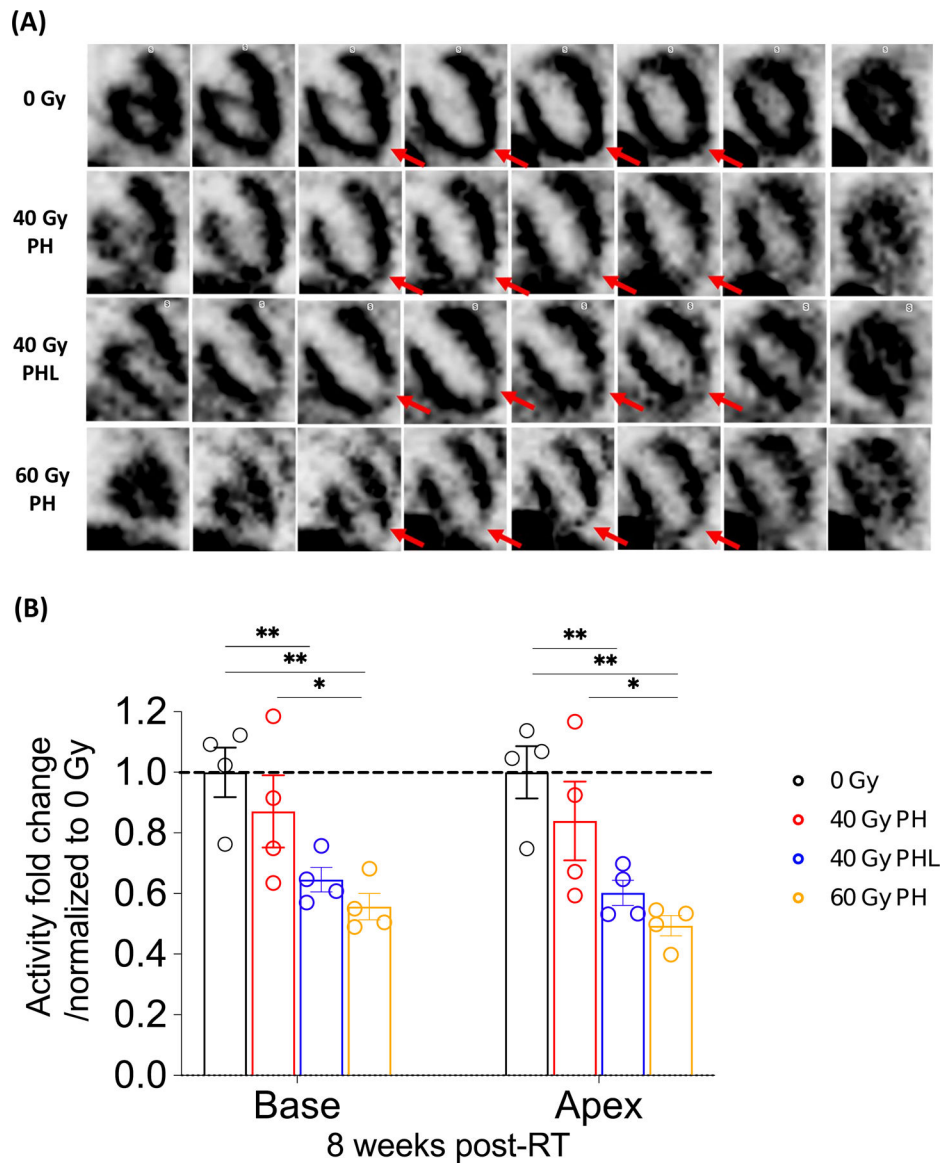 (A)
S S S S S S S S
0 Gy
40 Gy
PH
S S S S S S S S
40 Gy
PHL
60 Gy
PH
(B)
** **
** **
* *
Activity fold change
/normalized to 0 Gy
1.2
1.0
0.8
0.6
0.4
0.2
0.0
0 Gy
40 Gy PH
40 Gy PHL
60 Gy PH
Base Apex
8 weeks post-RT